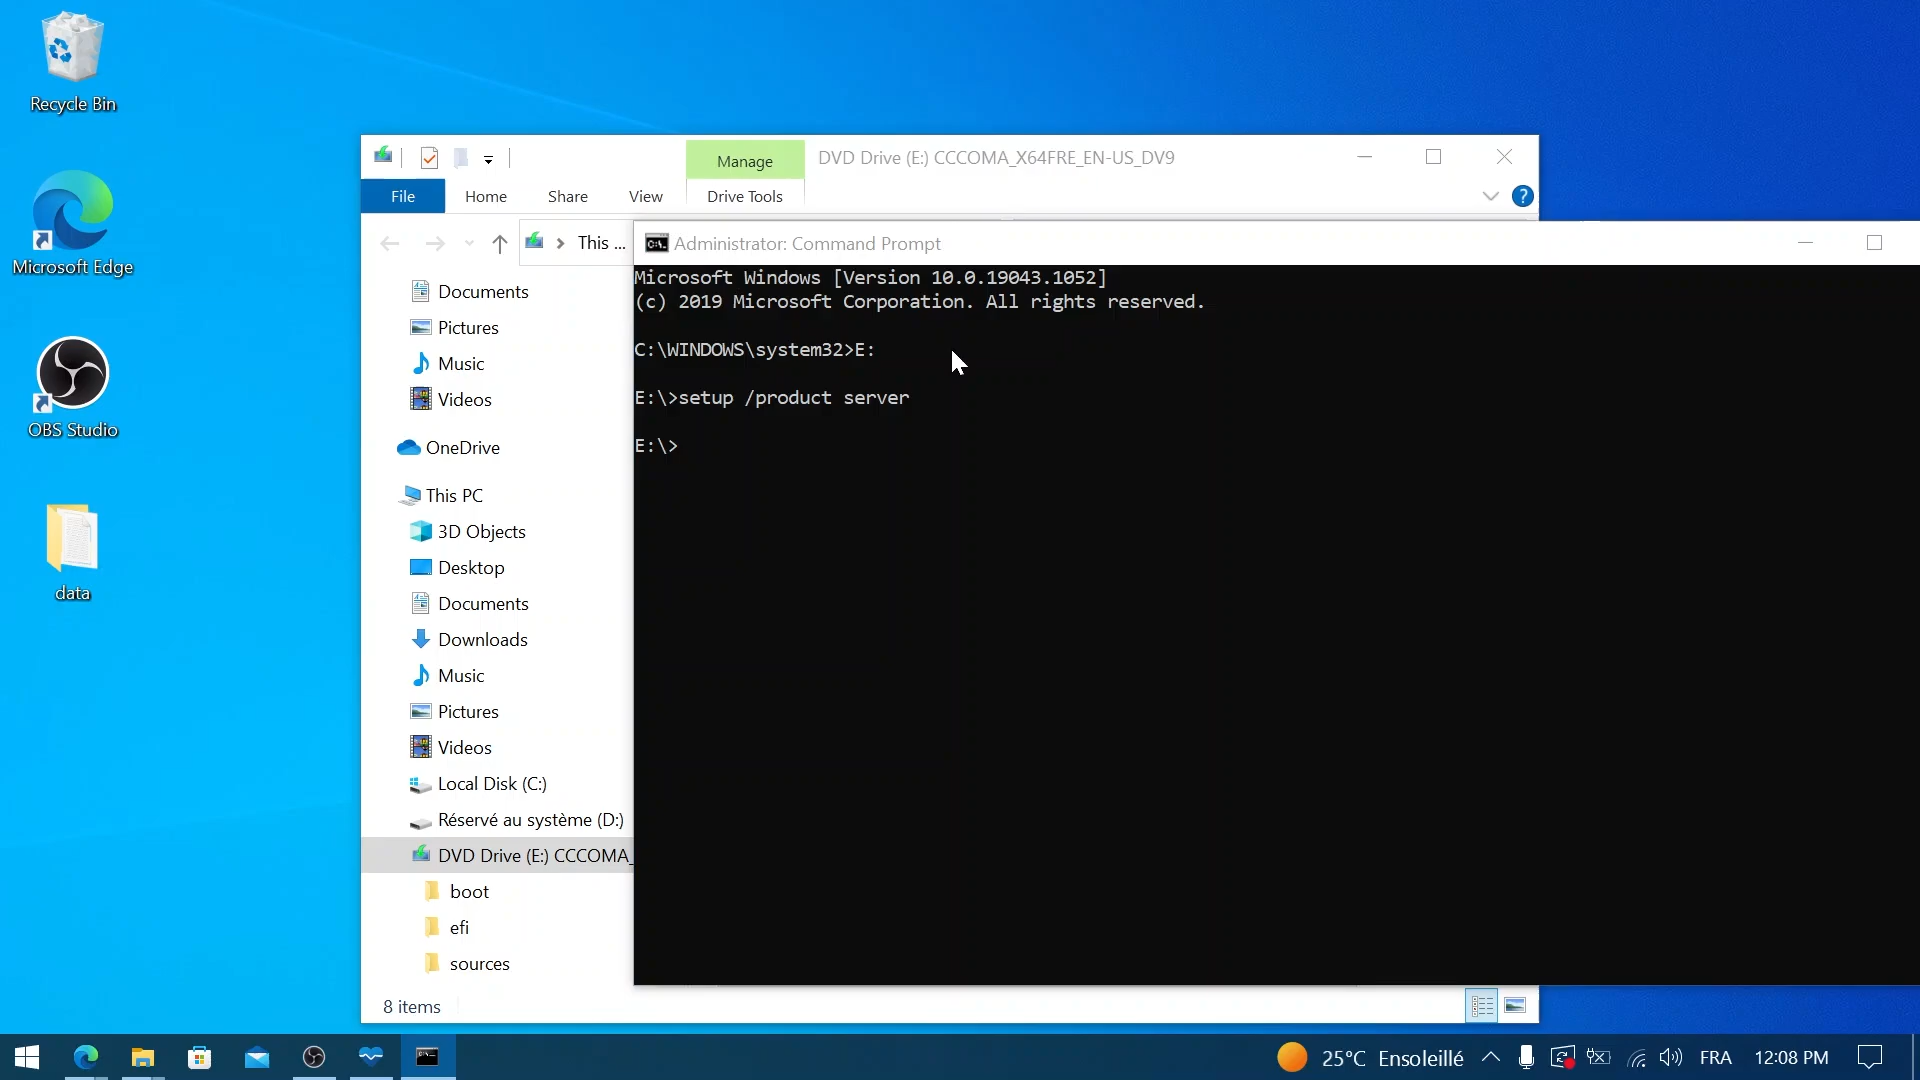 Recycle Bin
Microsoft Edge
OBS Studio
data
Manage
DVD Drive (E:) CCCOMA_X64FRE_EN-US_DV9
File
Home
Share
View
Drive Tools
?
This ...
Documents
Pictures
Music
Videos
OneDrive
This PC
3D Objects
Desktop
Documents
Downloads
Music
Pictures
Videos
Local Disk (C:)
Réservé au système (D:)
DVD Drive (E:) CCCOMA_
boot
efi
sources
8 items
C:\.
Administrator: Command Prompt
Microsoft Windows [Version 10.0.19043.1052]
(c) 2019 Microsoft Corporation. All rights reserved.
C:\WINDOWS\system32>E:
E:\>setup /product server
E:\>
25°C Ensoleillé
FRA
12:08 PM